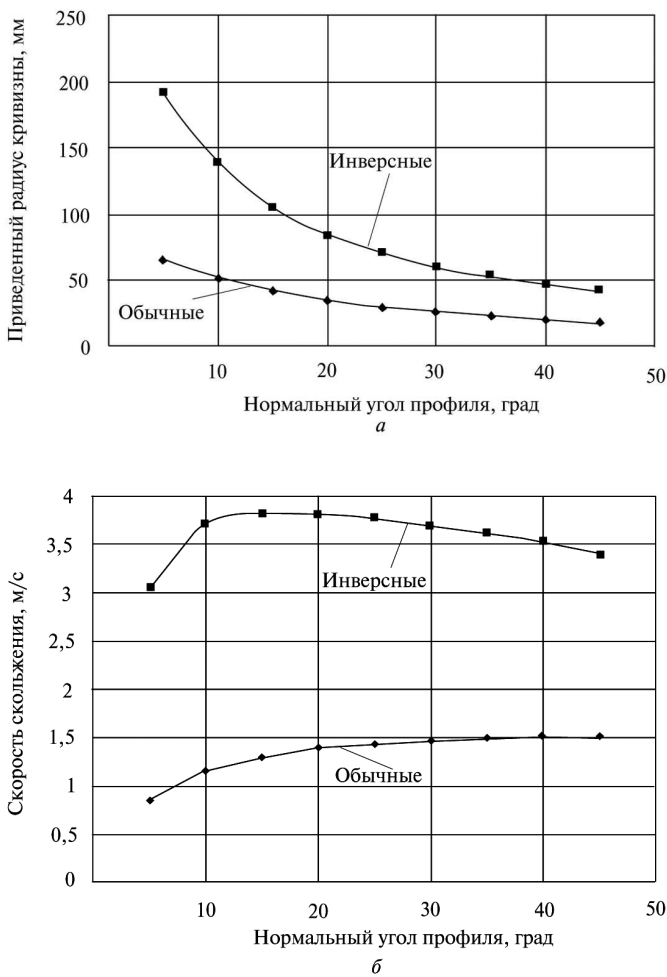 Приведенный радиус кривизны, мм
250
200
150
100
50
0
Инверсные
Обычные
10 20 30 40 50
Нормальный угол профиля, град
а
Скорость скольжения, м/с
4
3,5
3
2,5
2
1,5
1
0,5
0
Инверсные
Обычные
10 20 30 40 50
Нормальный угол профиля, град
б